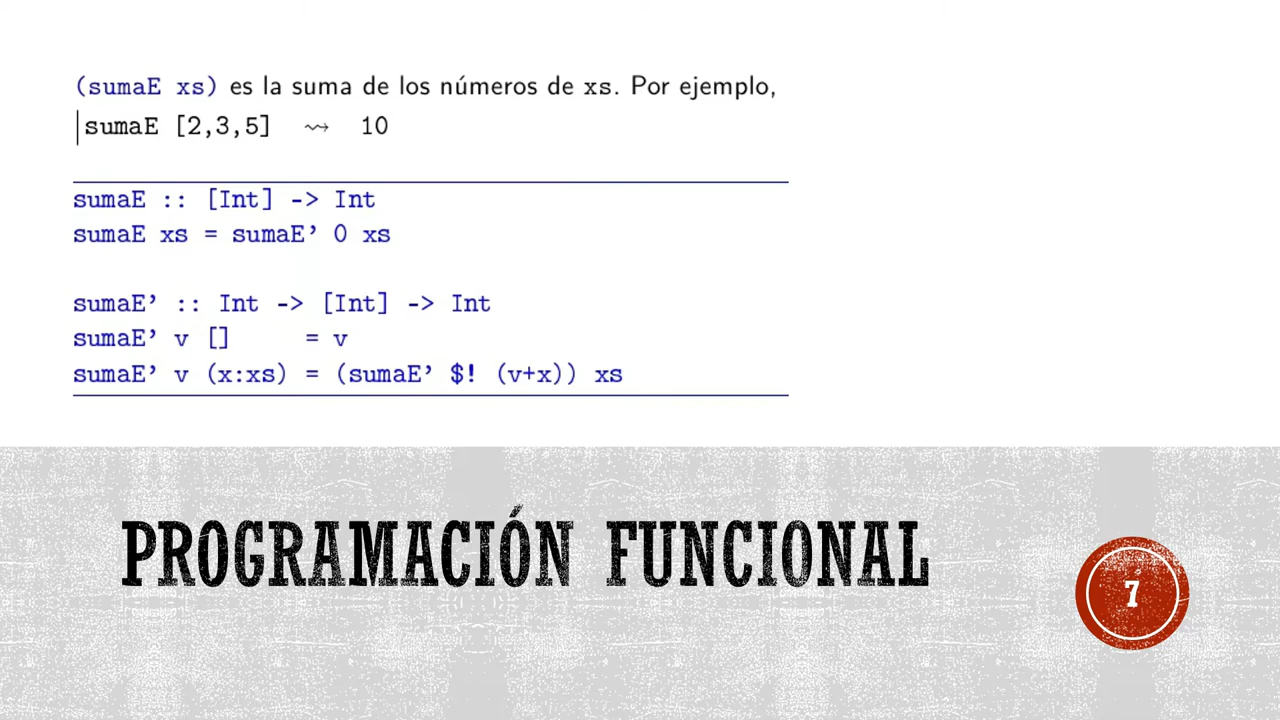 (sumaE xs) es la suma de los números de xs. Por ejemplo,
sumaE [2,3,5] ⇝ 10
sumaE :: [Int] -> Int
sumaE xs = sumaE’ 0 xs
sumaE’ :: Int -> [Int] -> Int
sumaE’ v [] = v
sumaE’ v (x:xs) = (sumaE’ $! (v+x)) xs
PROGRAMACIÓN FUNCIONAL
7